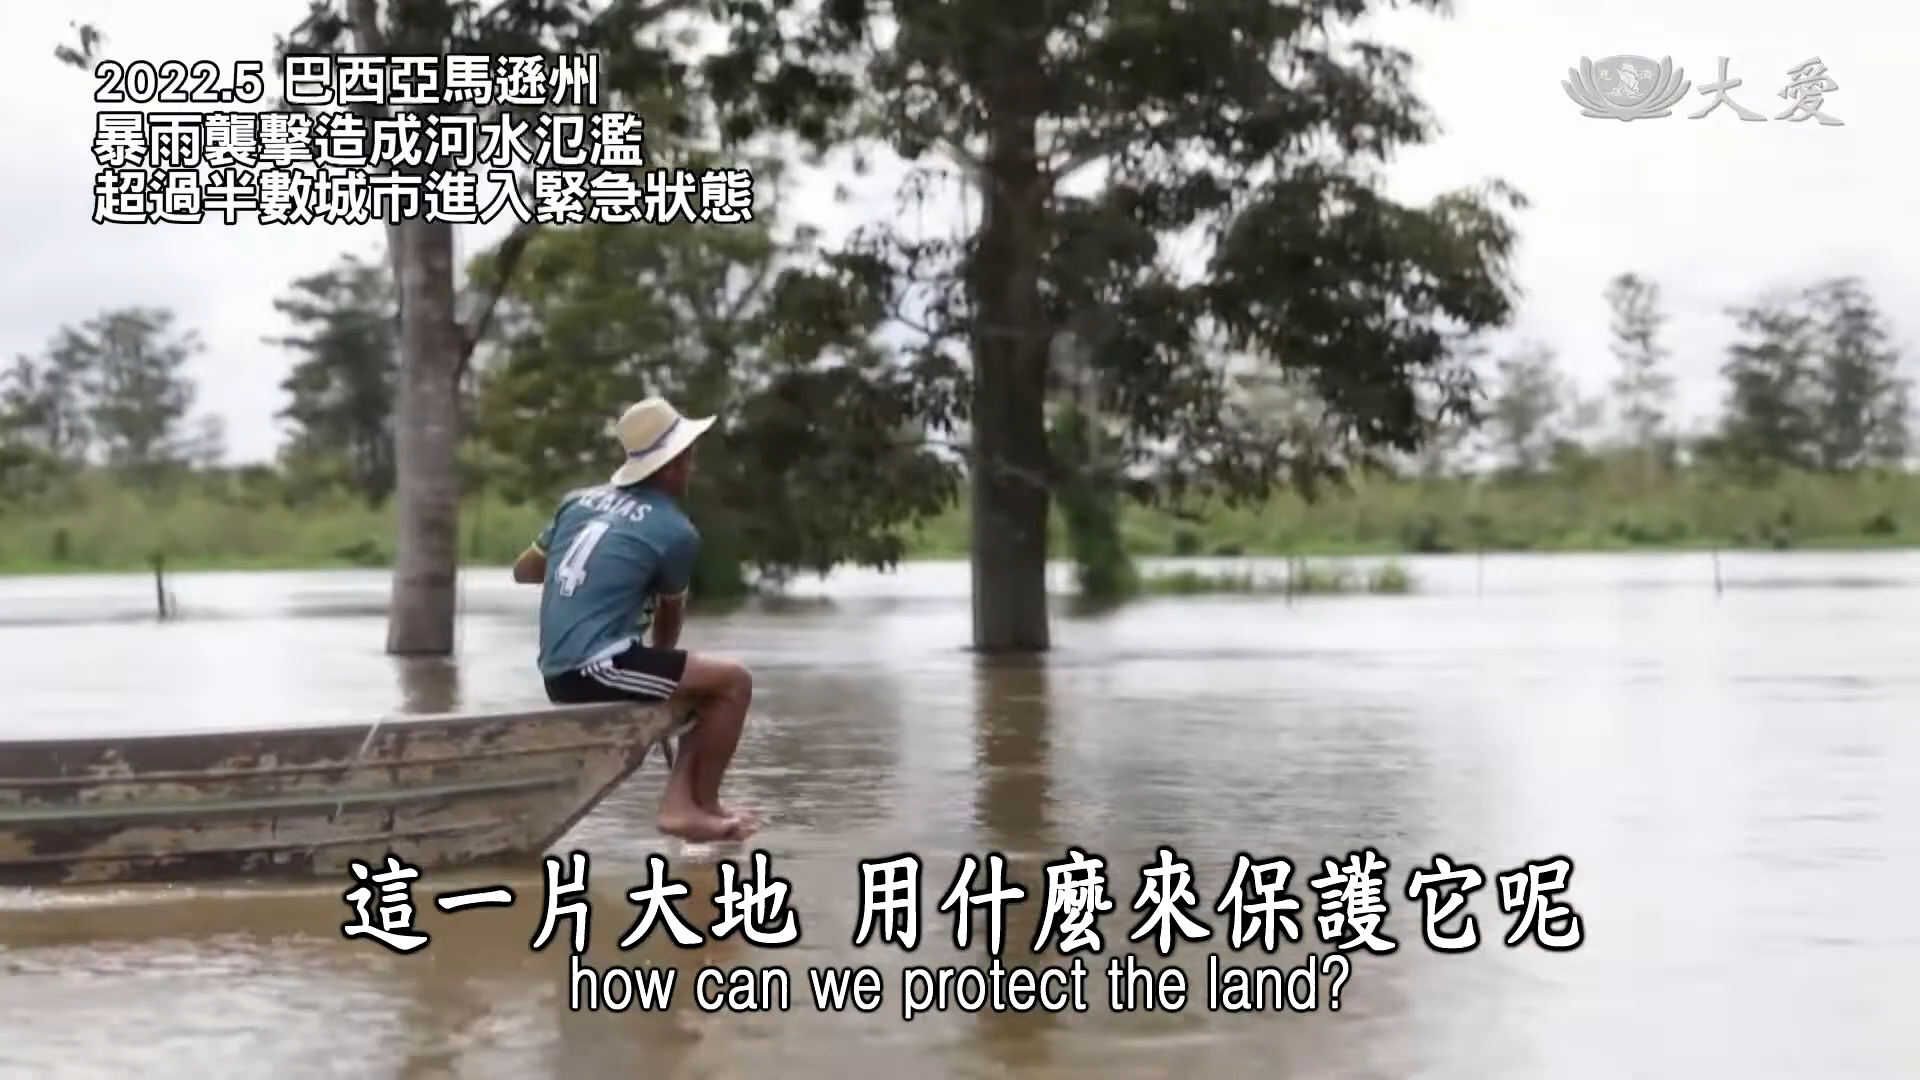 2022.5 巴西亞馬遜州
暴雨襲擊造成河水氾濫
超過半數城市進入緊急狀態
大愛
4
這一片大地 用什麼來保護它呢
how can we protect the land?